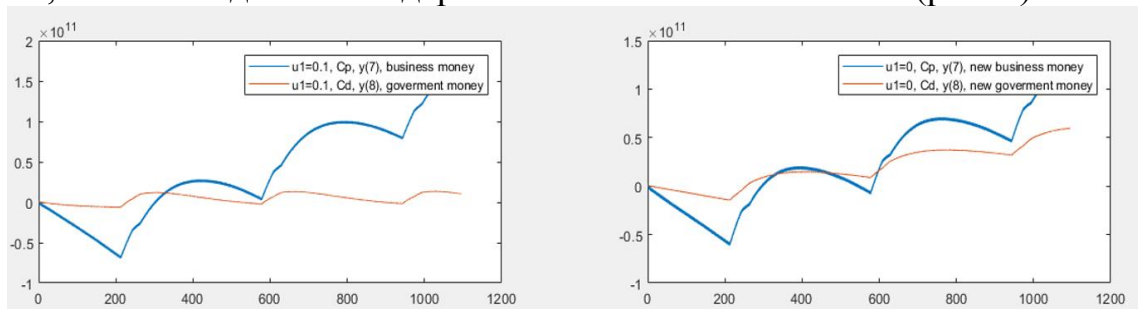 × 10¹¹
× 10¹¹
2
1.5
1
0.5
0
-0.5
-1
u1=0.1, Cp, y(7), business money
u1=0.1, Cd, y(8), goverment money
0 200 400 600 800 1000 1200
1.5
1
0.5
0
-0.5
-1
u1=0, Cp, y(7), new business money
u1=0, Cd, y(8), new goverment money
0 200 400 600 800 1000 1200